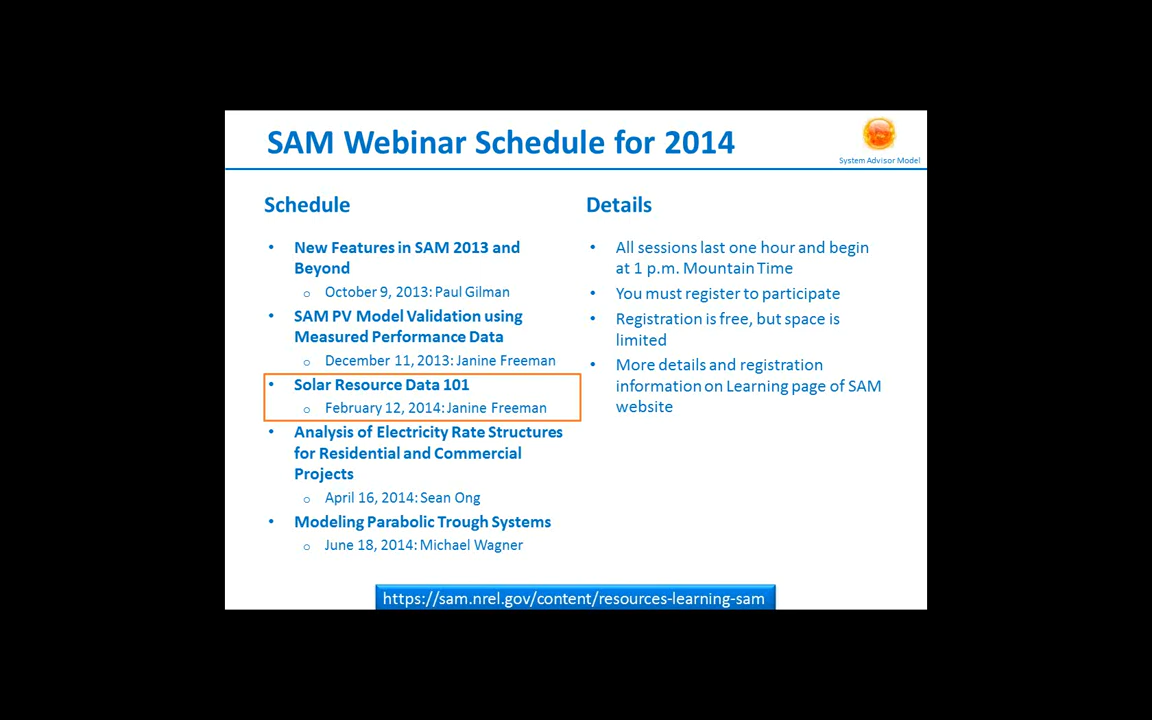 SAM Webinar Schedule for 2014
System Advisor Model
Schedule
• New Features in SAM 2013 and
Beyond
o October 9, 2013: Paul Gilman
• SAM PV Model Validation using
Measured Performance Data
o December 11, 2013: Janine Freeman
• Solar Resource Data 101
o February 12, 2014: Janine Freeman
• Analysis of Electricity Rate Structures
for Residential and Commercial
Projects
o April 16, 2014: Sean Ong
• Modeling Parabolic Trough Systems
o June 18, 2014: Michael Wagner
Details
• All sessions last one hour and begin
at 1 p.m. Mountain Time
• You must register to participate
• Registration is free, but space is
limited
• More details and registration
information on Learning page of SAM
website
https://sam.nrel.gov/content/resources-learning-sam